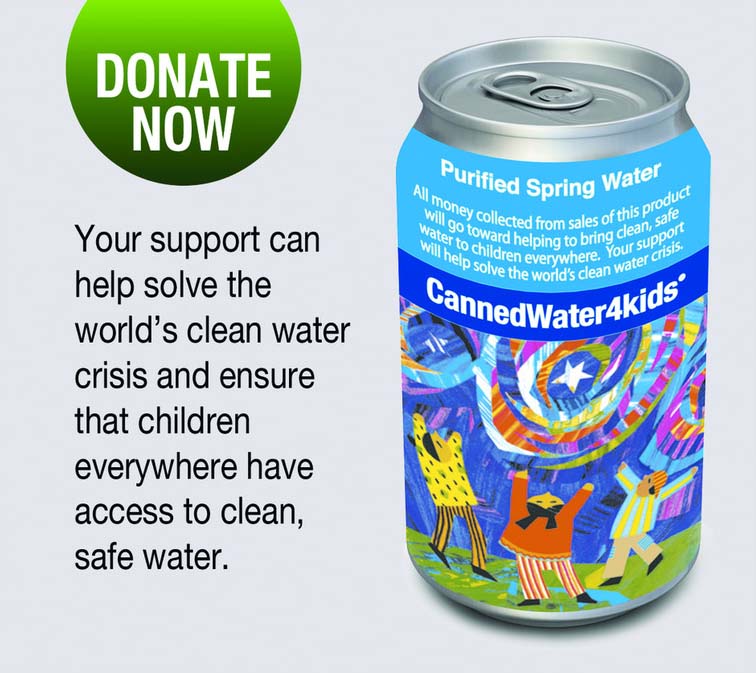 DONATE
NOW
Your support can
help solve the
world's clean water
crisis and ensure
that children
everywhere have
access to clean,
safe water.
Purified Spring Water
All money collected from sales of this product
will go toward helping to bring clean, safe
water to children everywhere. Your support
will help solve the world's clean water crisis.
CannedWater4kids®